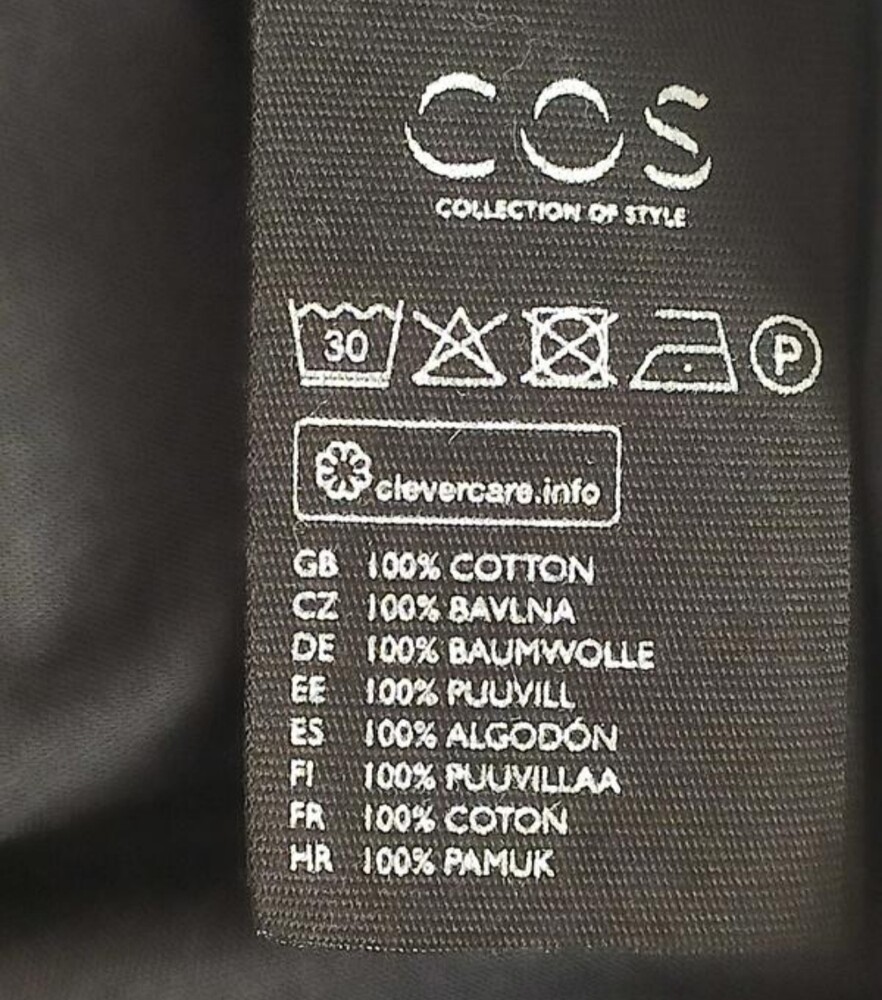 COS
COLLECTION OF STYLE
30 P
clevercare.info
GB 100% COTTON
CZ 100% BAVLNA
DE 100% BAUMWOLLE
EE 100% PUUVILL
ES 100% ALGODÓN
FI 100% PUUVILLAA
FR 100% COTON
HR 100% PAMUK